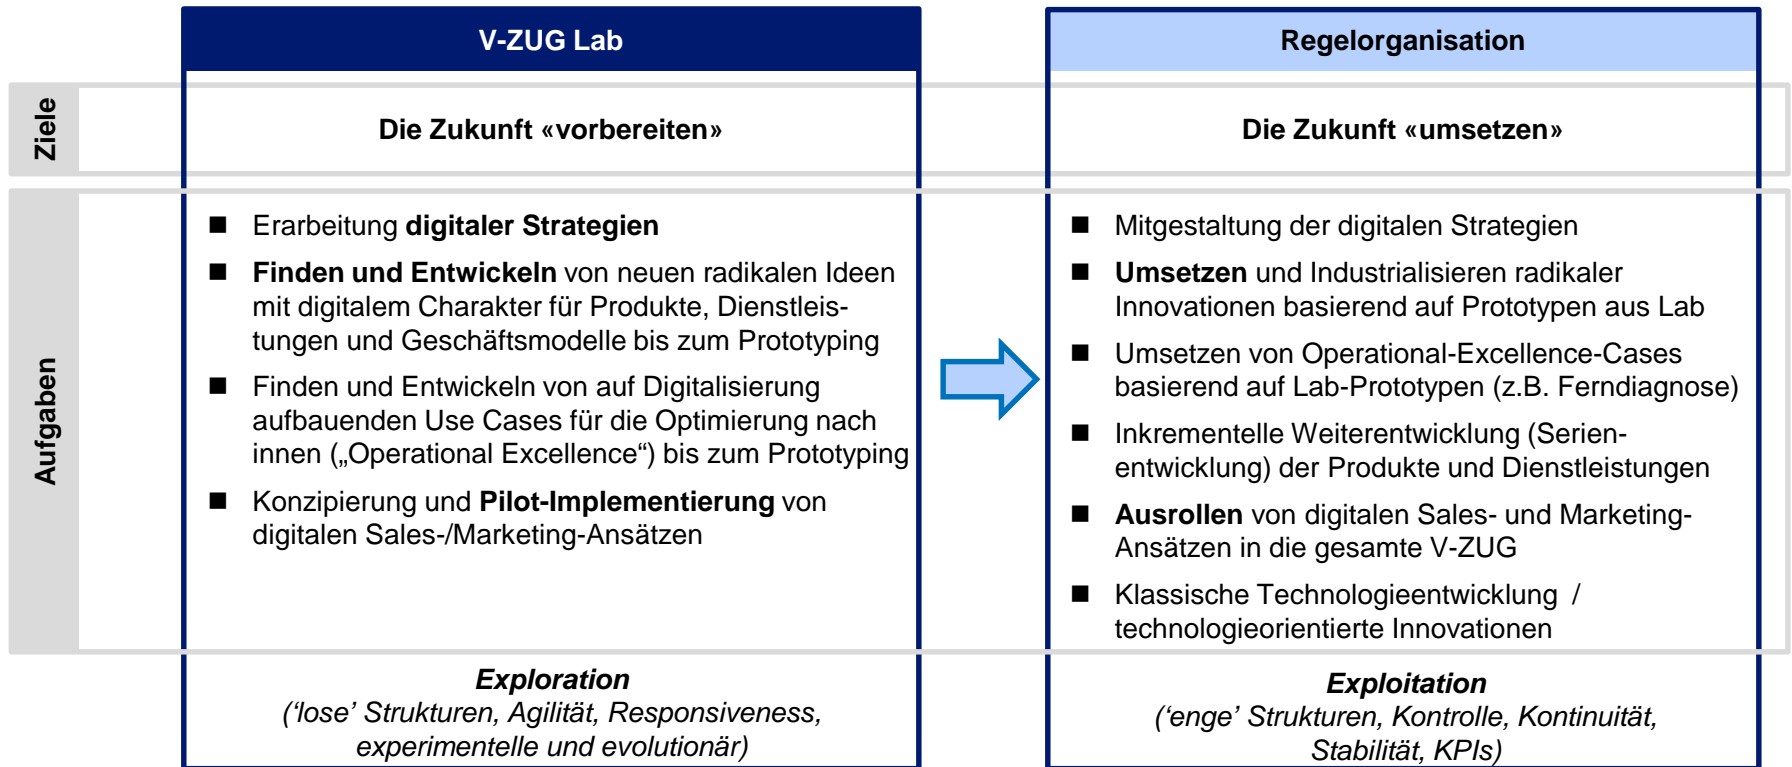 V-ZUG Lab
Regelorganisation
Ziele
Die Zukunft «vorbereiten»
Die Zukunft «umsetzen»
Aufgaben
■ Erarbeitung digitaler Strategien
■ Finden und Entwickeln von neuen radikalen Ideen
mit digitalem Charakter für Produkte, Dienstleis-
tungen und Geschäftsmodelle bis zum Prototyping
■ Finden und Entwickeln von auf Digitalisierung
aufbauenden Use Cases für die Optimierung nach
innen („Operational Excellence“) bis zum Prototyping
■ Konzipierung und Pilot-Implementierung von
digitalen Sales-/Marketing-Ansätzen
■ Mitgestaltung der digitalen Strategien
■ Umsetzen und Industrialisieren radikaler
Innovationen basierend auf Prototypen aus Lab
■ Umsetzen von Operational-Excellence-Cases
basierend auf Lab-Prototypen (z.B. Ferndiagnose)
■ Inkrementelle Weiterentwicklung (Serien-
entwicklung) der Produkte und Dienstleistungen
■ Ausrollen von digitalen Sales- und Marketing-
Ansätzen in die gesamte V-ZUG
■ Klassische Technologieentwicklung /
technologieorientierte Innovationen
Exploration
(‘lose’ Strukturen, Agilität, Responsiveness,
experimentelle und evolutionär)
Exploitation
(‘enge’ Strukturen, Kontrolle, Kontinuität,
Stabilität, KPIs)